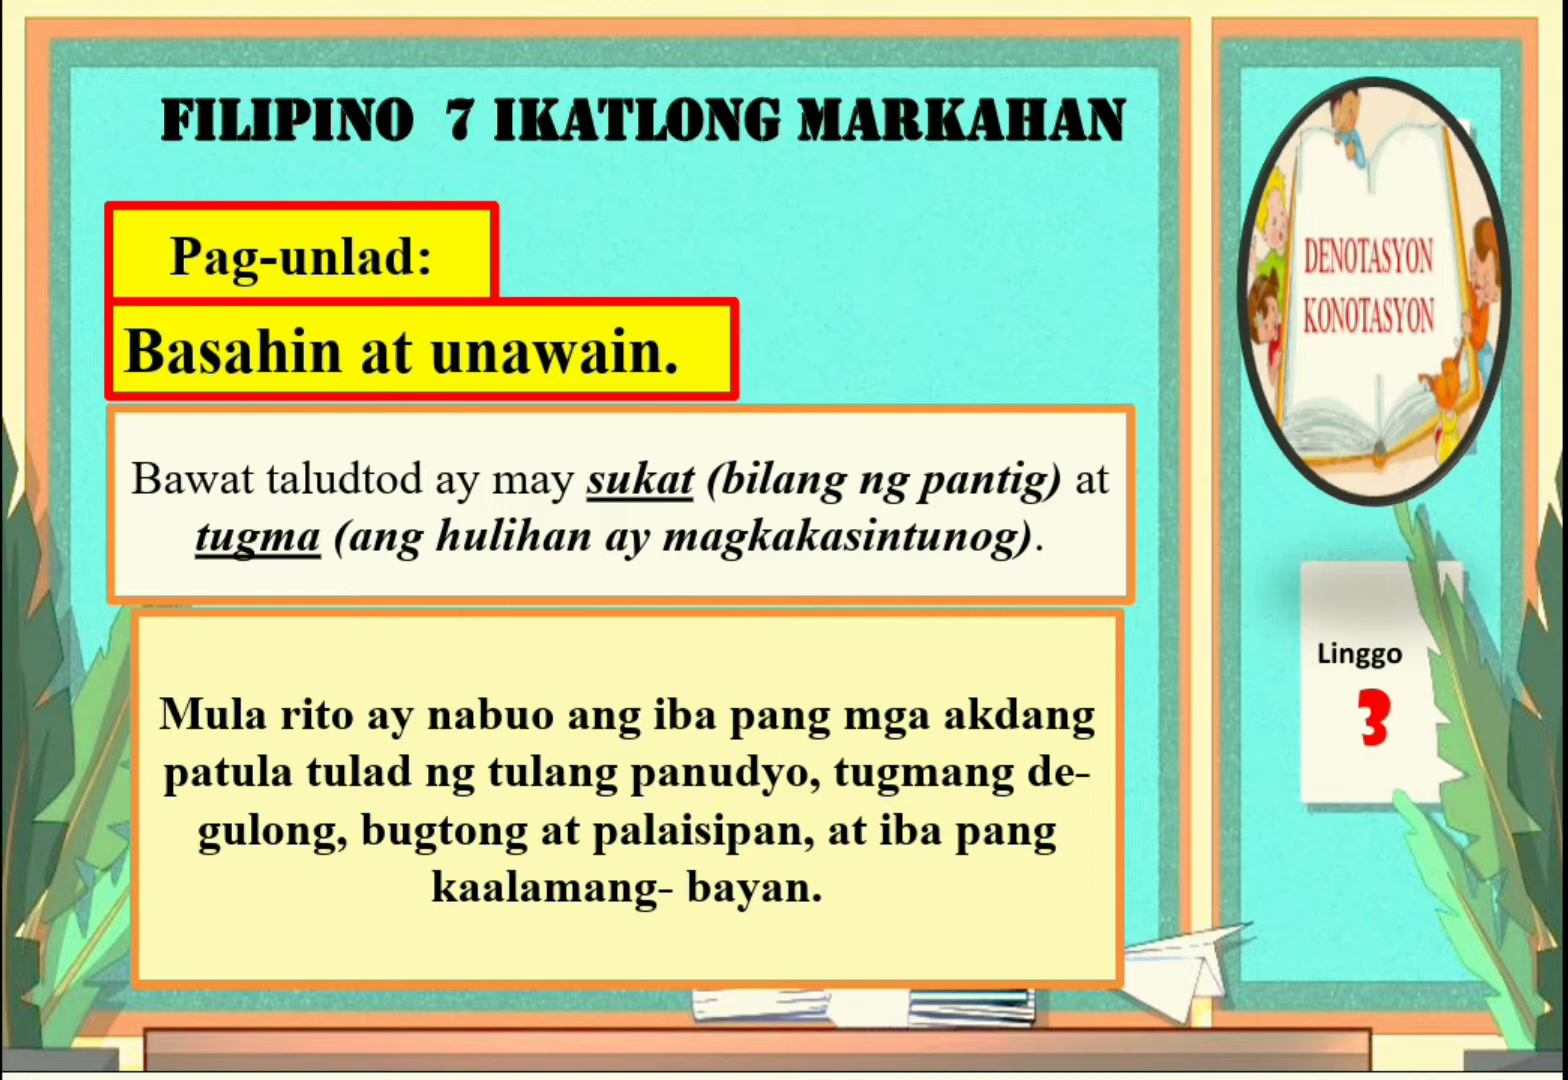 FILIPINO 7 IKATLONG MARKAHAN
Pag-unlad:
Basahin at unawain.
Bawat taludtod ay may sukat (bilang ng pantig) at
tugma (ang hulihan ay magkakasintunog).
Mula rito ay nabuo ang iba pang mga akdang
patula tulad ng tulang panudyo, tugmang de-
gulong, bugtong at palaisipan, at iba pang
kaalamang- bayan.
DENOTASYON
KONOTASYON
Linggo
3